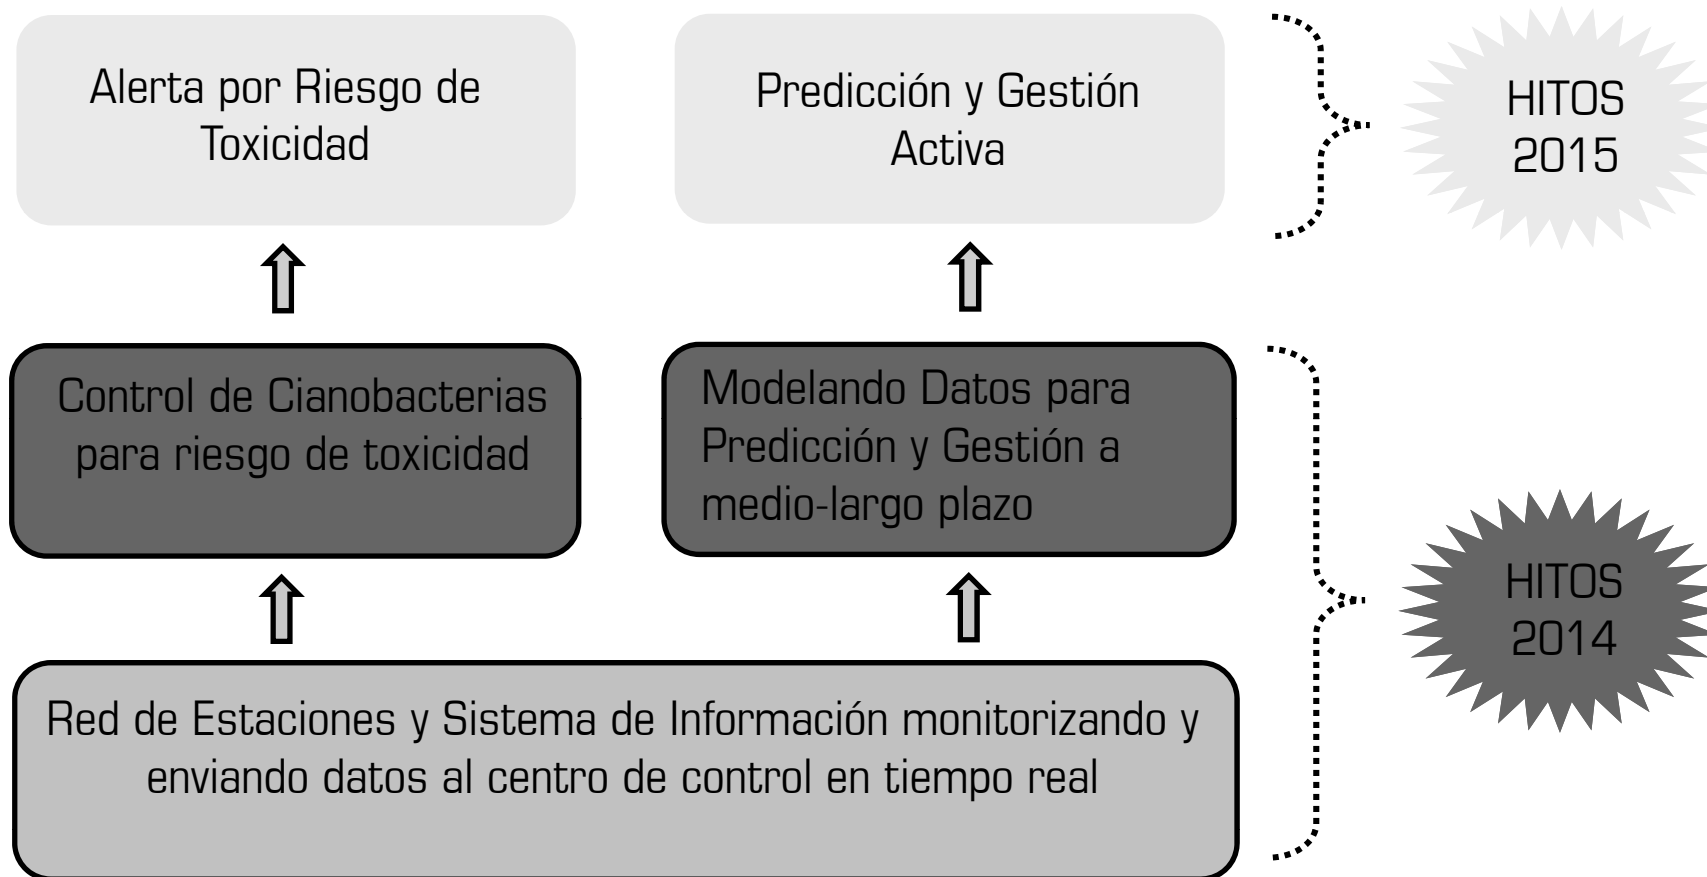 Alerta por Riesgo de
Toxicidad
Predicción y Gestión
Activa
HITOS
2015
Control de Cianobacterias
para riesgo de toxicidad
Modelando Datos para
Predicción y Gestión a
medio-largo plazo
HITOS
2014
Red de Estaciones y Sistema de Información monitorizando y
enviando datos al centro de control en tiempo real